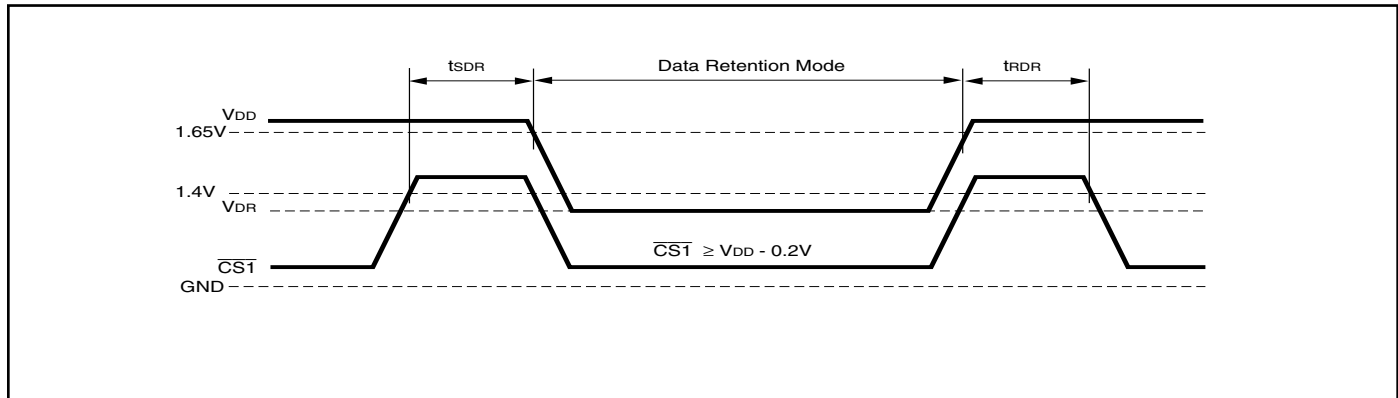 tSDR
Data Retention Mode
tRDR
VDD
1.65V
1.4V
VDR
CS1 ≥ VDD - 0.2V
CS1
GND